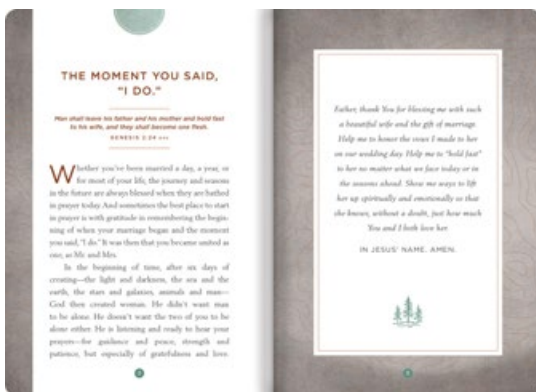 THE MOMENT YOU SAID,
"I DO."
Man shall leave his father and his mother and hold fast
to his wife, and they shall become one flesh.
GENESIS 2:24
Whether you've been married a day, a year, or
for most of your life, the journey and seasons
in the future are always blessed when they are bathed
in prayer today. And sometimes the best place to start
in prayer is with gratitude in remembering the begin-
ning of when your marriage began and the moment
you said, "I do." It was then that you became united as
one, as Mr. and Mrs.
In the beginning of time, after six days of
creating—the light and darkness, the sea and the
earth, the stars and galaxies, animals and man—
God then created woman. He didn't want man
to be alone. He doesn't want the two of you to be
alone either. He is listening and ready to hear your
prayers—for guidance and peace, strength and
patience, but especially of gratefulness and love.
Father, thank You for blessing me with such
a beautiful wife and the gift of marriage.
Help me to honor the vows I made to her
on our wedding day. Help me to "hold fast"
to her no matter what we face today or in
the seasons ahead. Show me ways to lift
her up spiritually and emotionally so that
she knows, without a doubt, just how much
You and I both love her.
IN JESUS' NAME. AMEN.